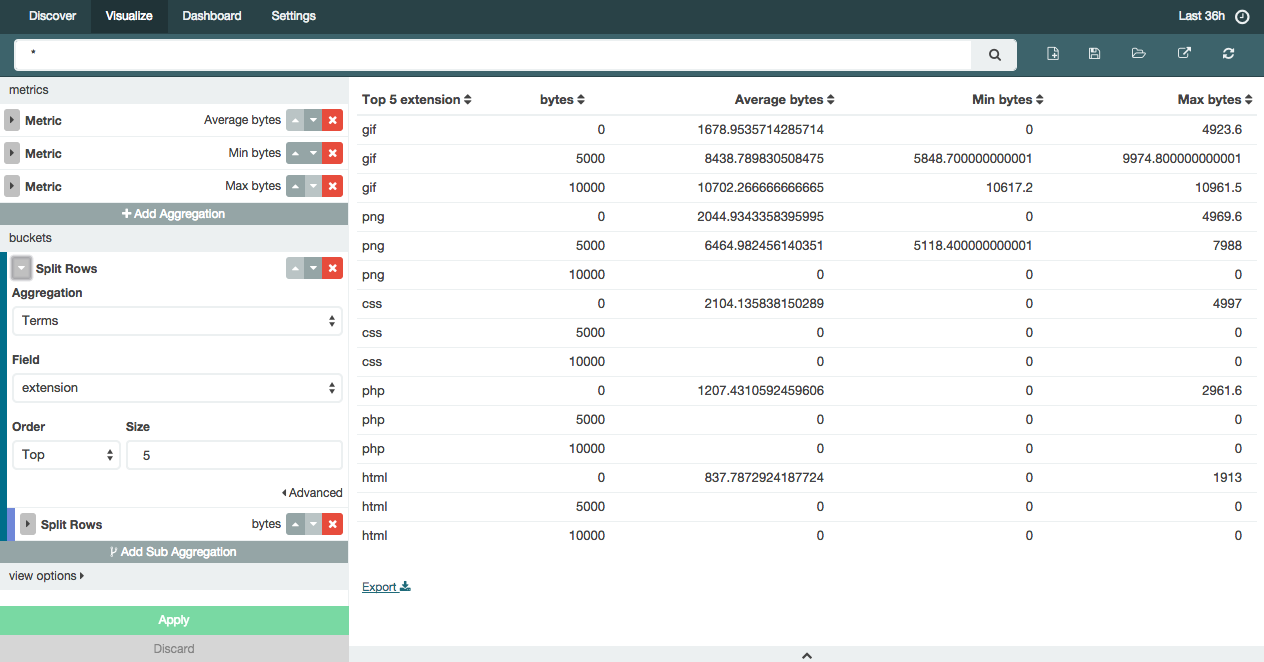 Discover Visualize Dashboard Settings Last 36h
*
metrics
Metric Average bytes
Metric Min bytes
Metric Max bytes
Add Aggregation
buckets
Split Rows
Aggregation
Terms
Field
extension
Order Size
Top 5
Advanced
Split Rows bytes
Add Sub Aggregation
view options
Apply
Discard
Top 5 extension bytes Average bytes Min bytes Max bytes
gif 0 1678.9535714285714 0 4923.6
gif 5000 8438.789830508475 5848.700000000001 9974.800000000001
gif 10000 10702.266666666665 10617.2 10961.5
png 0 2044.9343358395995 0 4969.6
png 5000 6464.982456140351 5118.400000000001 7988
png 10000 0 0 0
css 0 2104.135838150289 0 4997
css 5000 0 0 0
css 10000 0 0 0
php 0 1207.4310592459606 0 2961.6
php 5000 0 0 0
php 10000 0 0 0
html 0 837.7872924187724 0 1913
html 5000 0 0 0
html 10000 0 0 0
Export